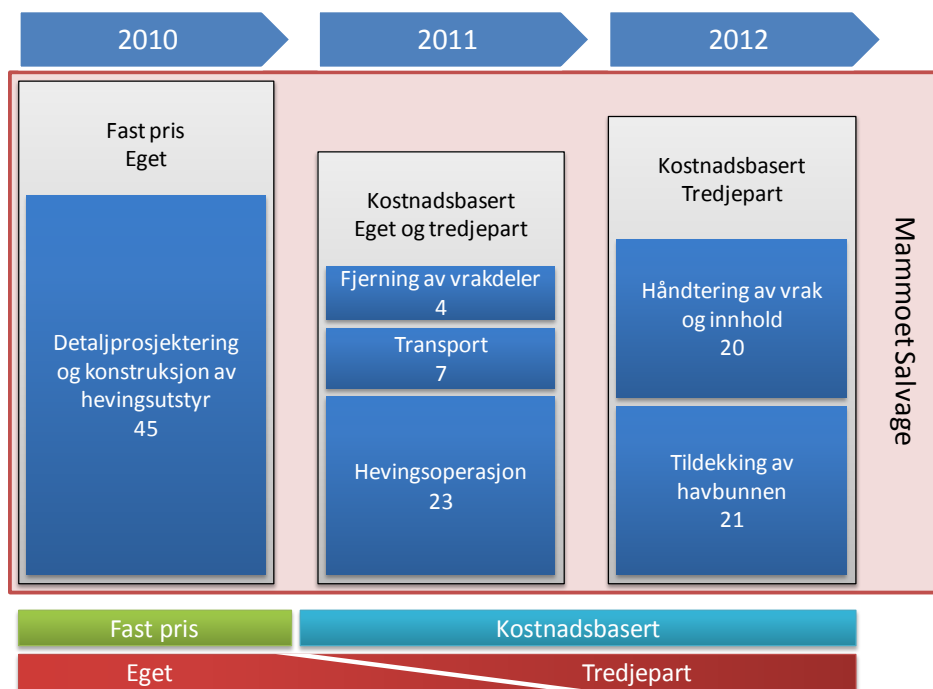 2010
2011
2012
Fast pris
Eget
Detaljprosjektering
og konstruksjon av
hevingsutstyr
45
Kostnadsbasert
Eget og tredjepart
Fjerning av vrakdeler
4
Transport
7
Hevingsoperasjon
23
Kostnadsbasert
Tredjepart
Håndtering av vrak
og innhold
20
Tildekking av
havbunnen
21
Mammoet Salvage
Fast pris
Kostnadsbasert
Eget
Tredjepart